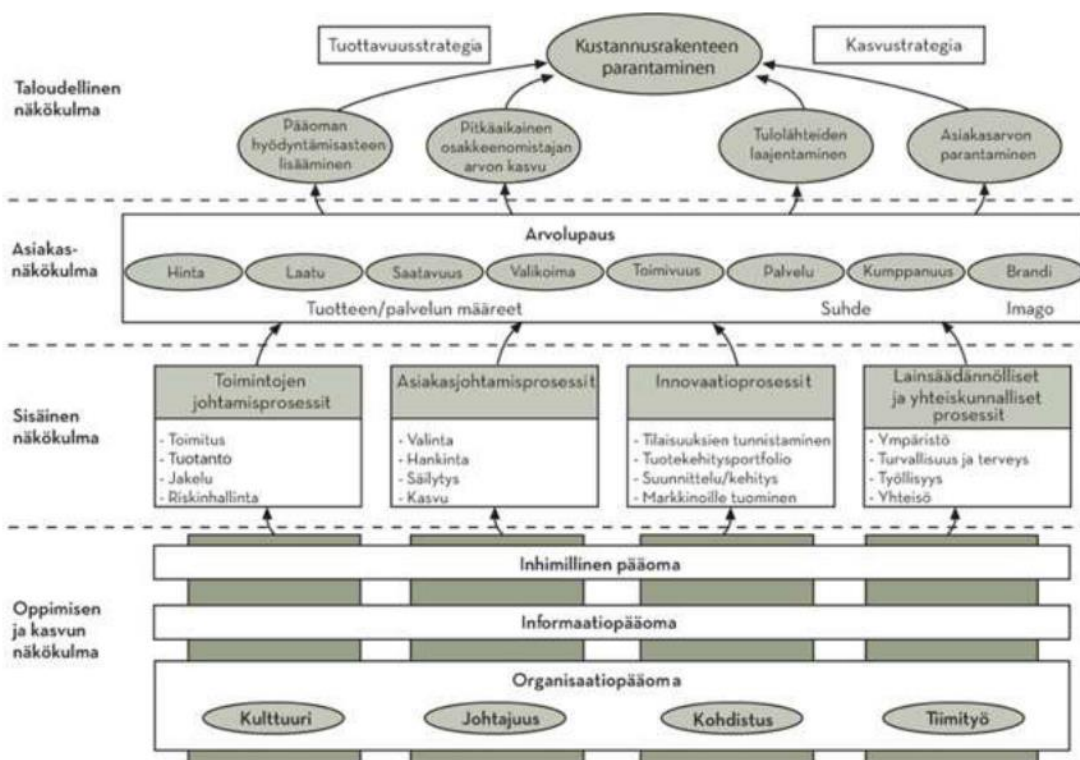 Tuottavuusstrategia
Kustannusrakenteen
parantaminen
Kasvustrategia
Taloudellinen
näkökulma
Pääoman
hyödyntämisasteen
lisääminen
Pitkäaikainen
osakkeenomistajan
arvon kasvu
Tulolähteiden
laajentaminen
Asiakasarvon
parantaminen
Asiakas-
näkökulma
Arvolupaus
Hinta
Laatu
Saatavuus
Valikoima
Toimivuus
Palvelu
Kumppanuus
Brandi
Tuotteen/palvelun määreet
Suhde
Imago
Sisäinen
näkökulma
Toimintojen
johtamisprosessit
- Toimitus
- Tuotanto
- Jakelu
- Riskinhallinta
Asiakasjohtamisprosessit
- Valinta
- Hankinta
- Säilytys
- Kasvu
Innovaatioprosessit
- Tilaisuuksien tunnistaminen
- Tuotekehitysportfolio
- Suunnittelu/kehitys
- Markkinoille tuominen
Lainsäädännölliset
ja yhteiskunnalliset
prosessit
- Ympäristö
- Turvallisuus ja terveys
- Työllisyys
- Yhteisö
Oppimisen
ja kasvun
näkökulma
Inhimillinen pääoma
Informaatiopääoma
Organisaatiopääoma
Kulttuuri
Johtajuus
Kohdistus
Tiimityö